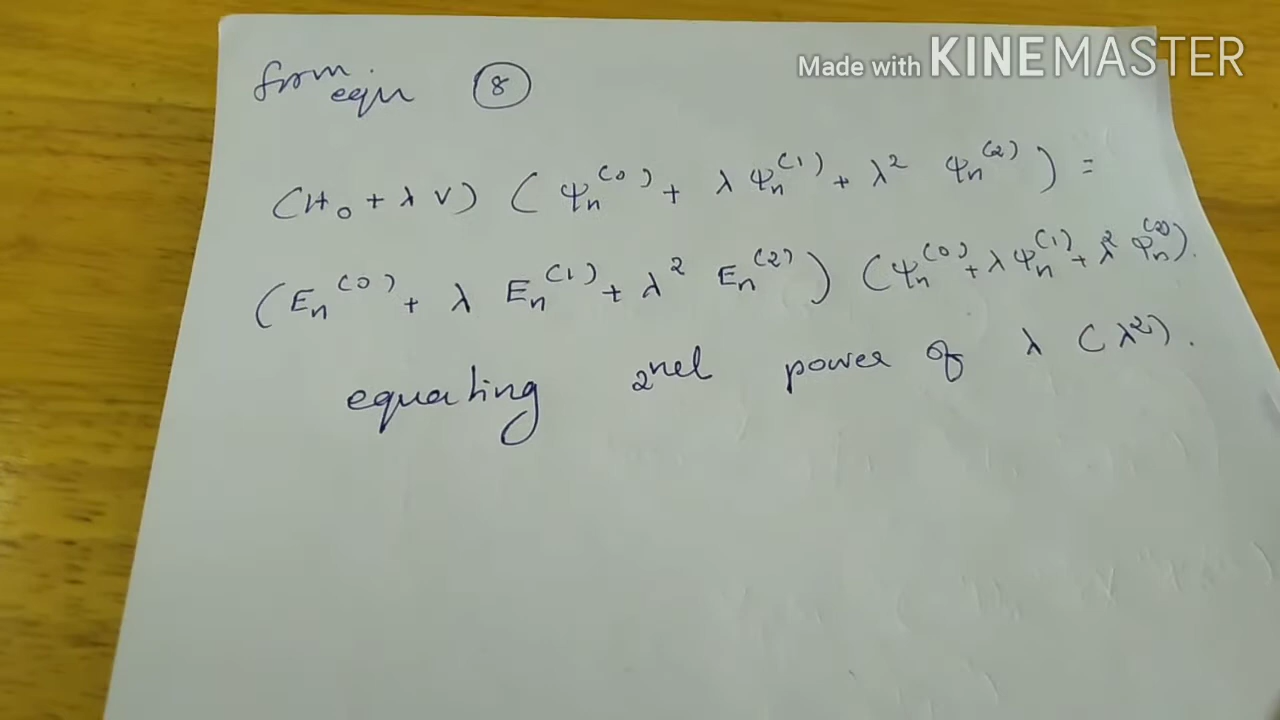 Made with KINEMASTER
from equn ⑧
(H₀ + λ V) ( ψₙ⁽⁰⁾ + λ ψₙ⁽¹⁾ + λ² ψₙ⁽²⁾ ) =
(Eₙ⁽⁰⁾ + λ Eₙ⁽¹⁾ + λ² Eₙ⁽²⁾ ) (ψₙ⁽⁰⁾ + λ ψₙ⁽¹⁾ + λ² ψₙ⁽²⁾).
equating 2nd power of λ (λ²).